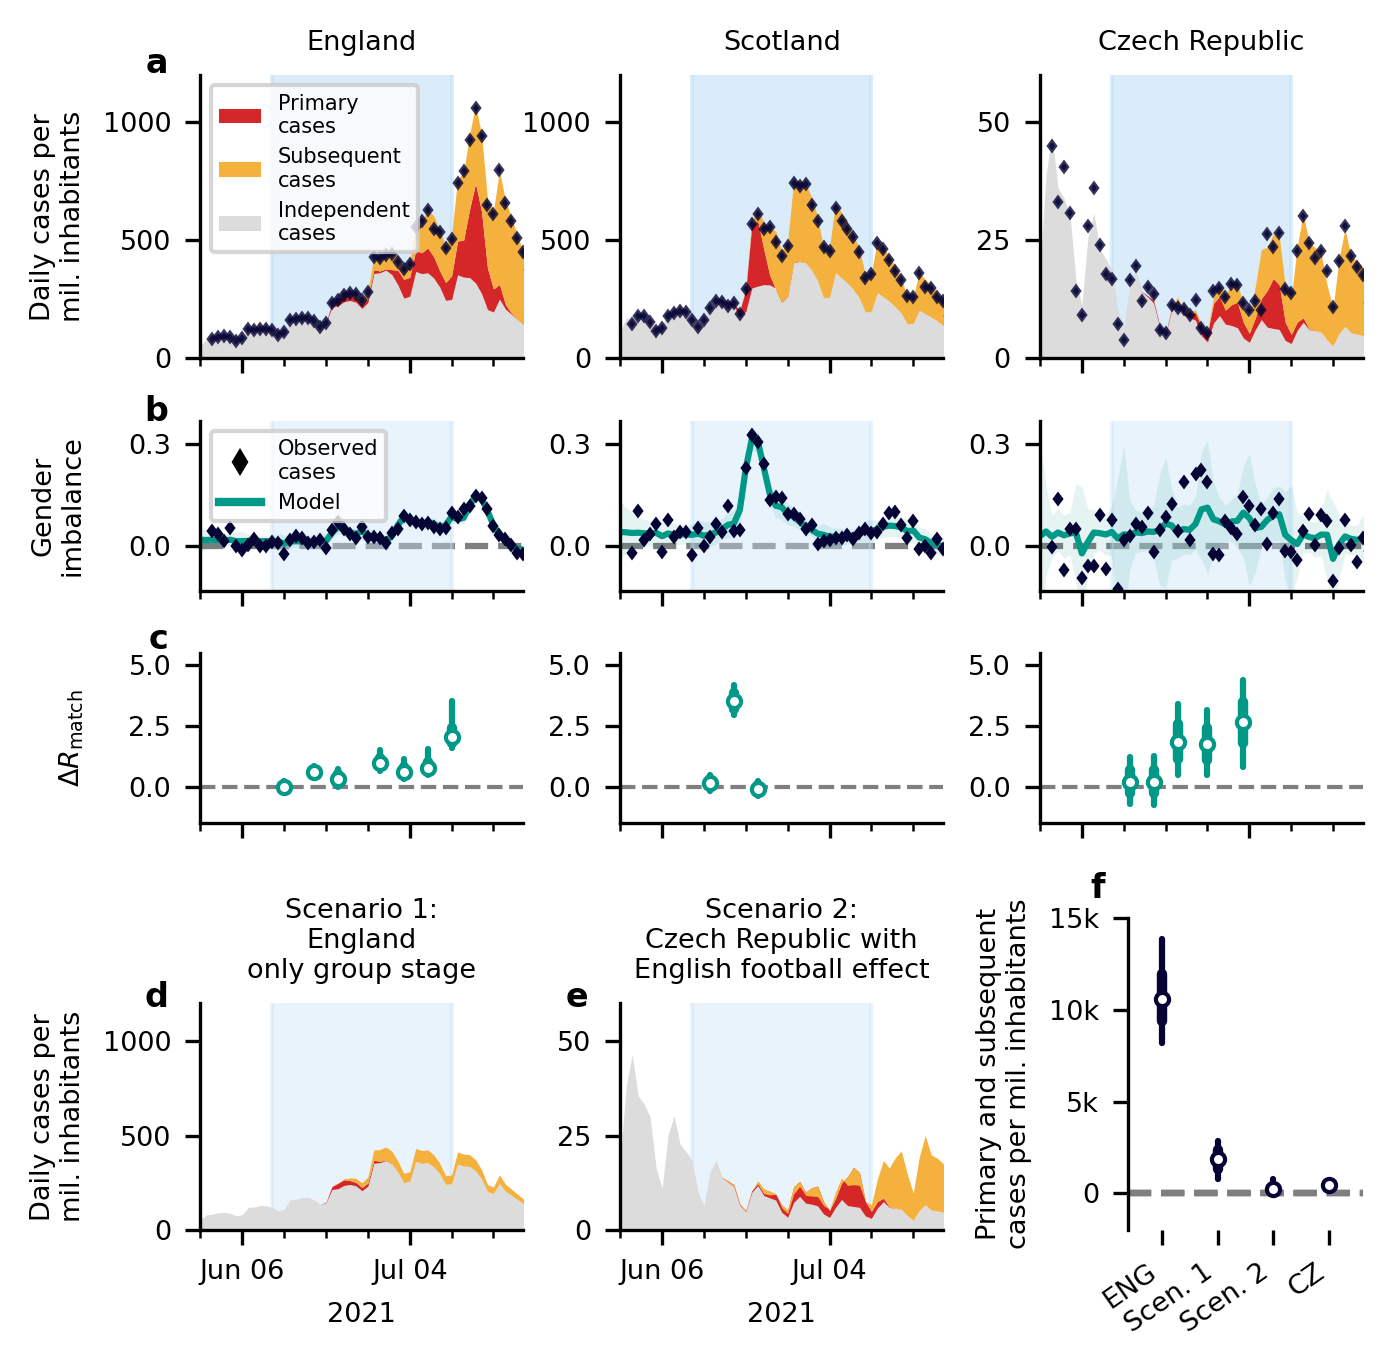 England
Scotland
Czech Republic
a
Daily cases per
mil. inhabitants
1000
500
0
Primary
cases
Subsequent
cases
Independent
cases
1000
500
0
50
25
0
b
Gender
imbalance
0.3
0.0
Observed
cases
Model
0.3
0.0
0.3
0.0
c
ΔRmatch
5.0
2.5
0.0
5.0
2.5
0.0
5.0
2.5
0.0
Scenario 1:
England
only group stage
d
Daily cases per
mil. inhabitants
1000
500
0
Jun 06
Jul 04
2021
Scenario 2:
Czech Republic with
English football effect
e
50
25
0
Jun 06
Jul 04
2021
f
Primary and subsequent
cases per mil. inhabitants
15k
10k
5k
0
ENG
Scen. 1
Scen. 2
CZ